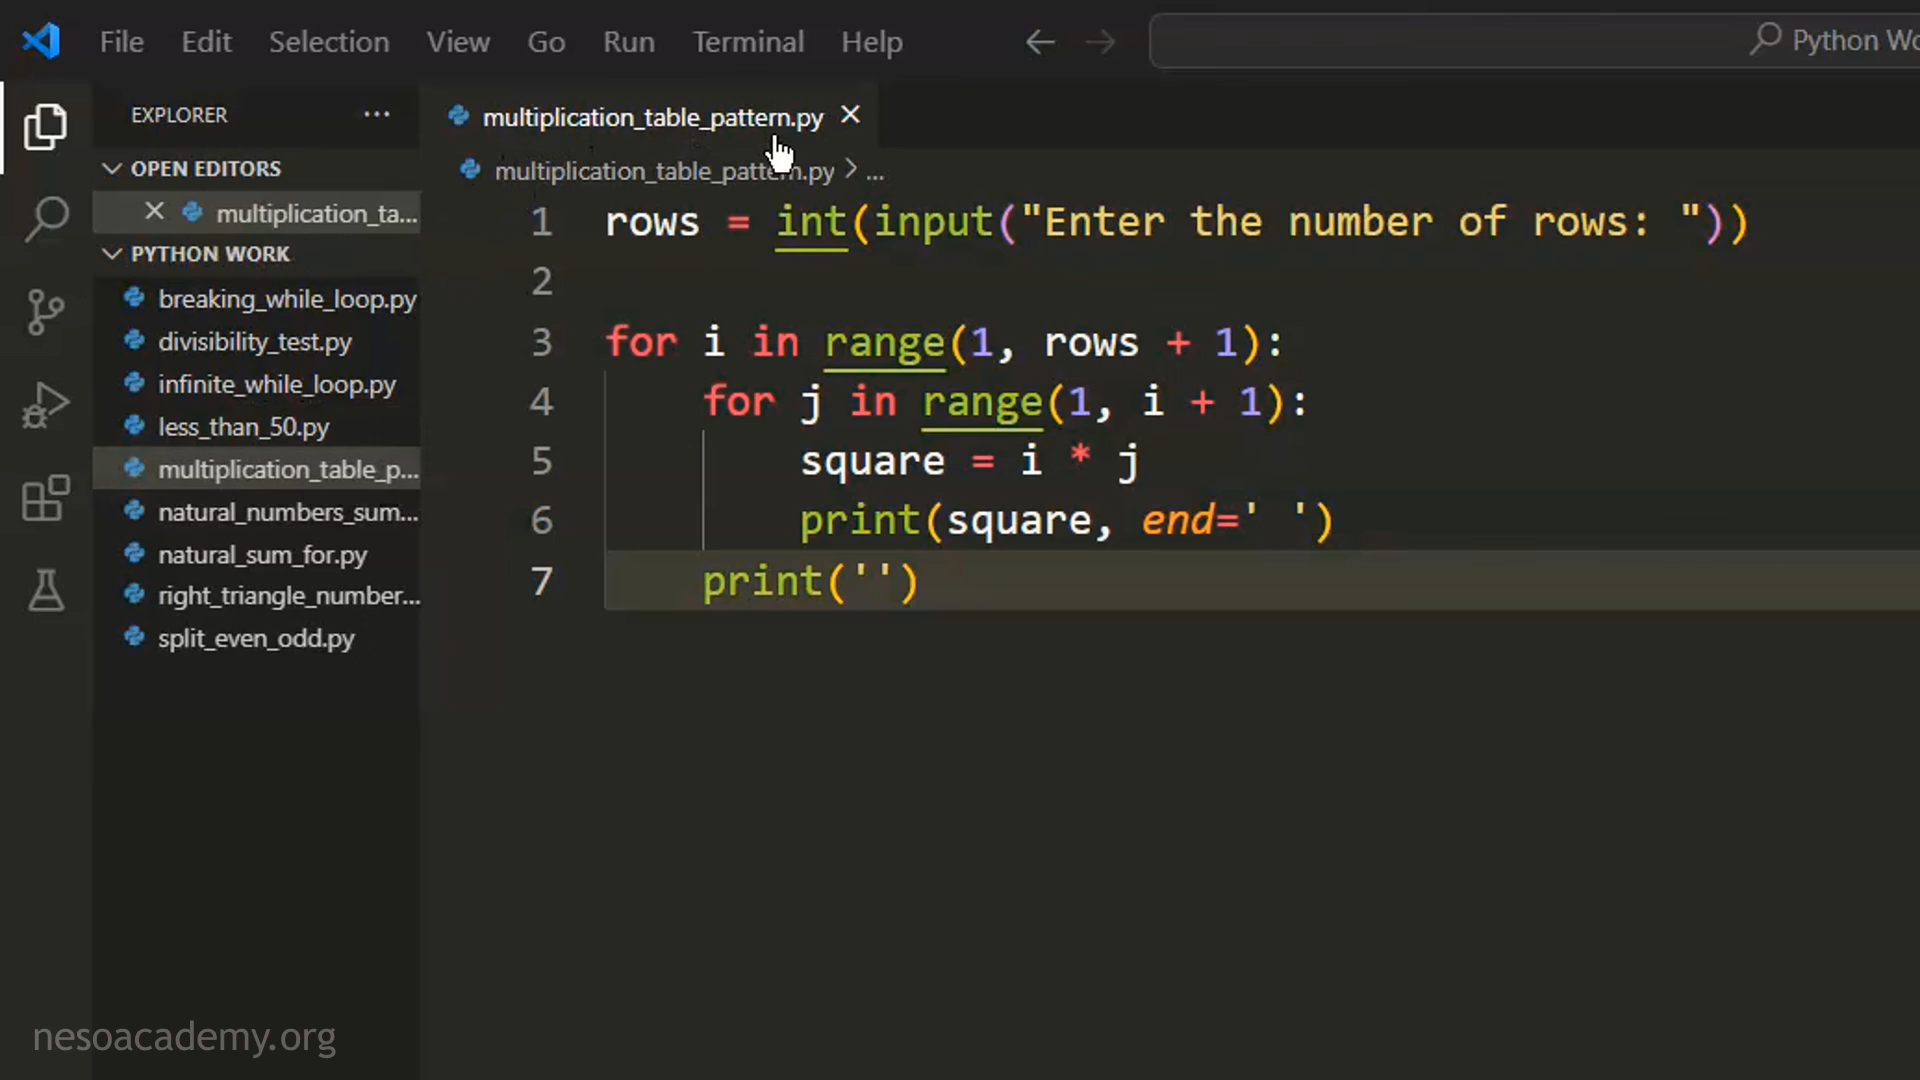 File Edit Selection View Go Run Terminal Help Python Wo
EXPLORER ...
multiplication_table_pattern.py
OPEN EDITORS
multiplication_table_pattern.py > ...
multiplication_ta...
PYTHON WORK
breaking_while_loop.py
divisibility_test.py
infinite_while_loop.py
less_than_50.py
multiplication_table_p...
natural_numbers_sum...
natural_sum_for.py
right_triangle_number...
split_even_odd.py
1 rows = int(input("Enter the number of rows: "))
2
3 for i in range(1, rows + 1):
4     for j in range(1, i + 1):
5         square = i * j
6         print(square, end=' ')
7     print('')
nesoacademy.org